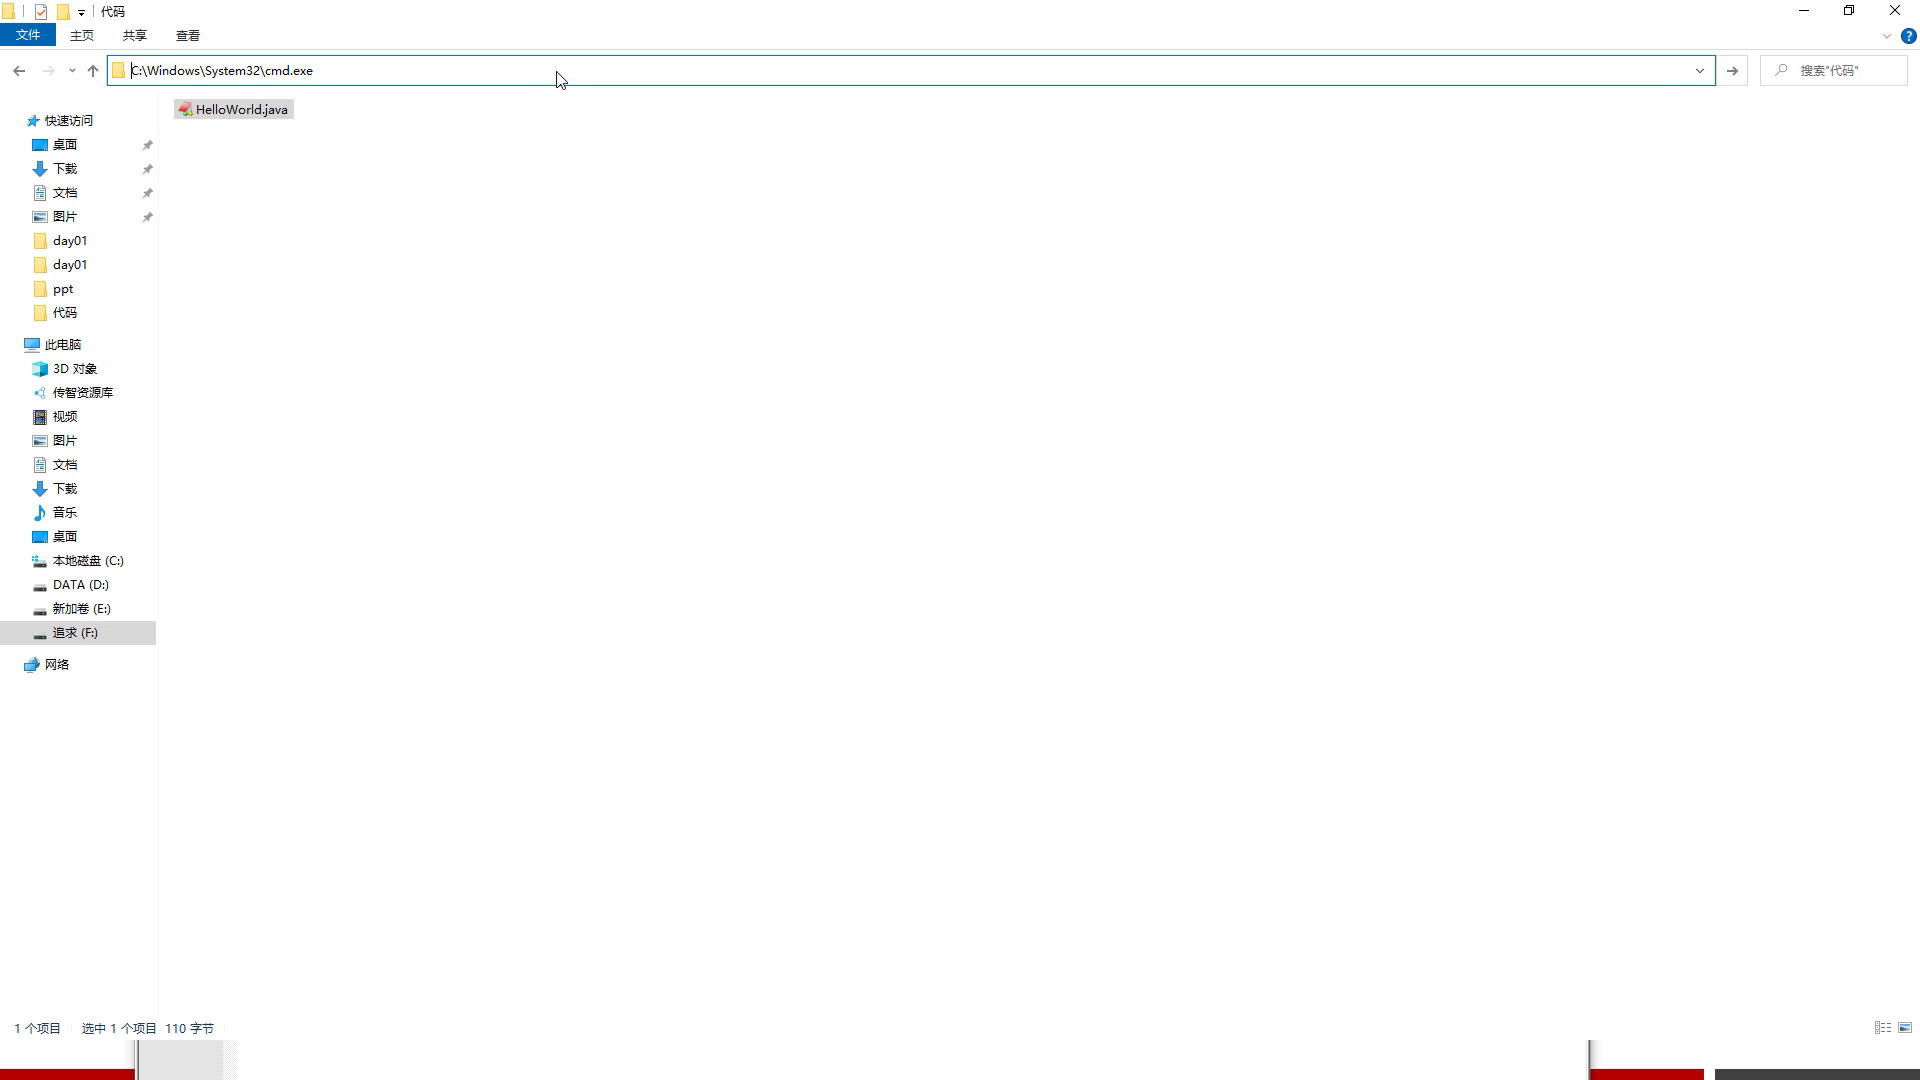 代码
文件
主页
共享
查看
C:\Windows\System32\cmd.exe
搜索"代码"
快速访问
桌面
下载
文档
图片
day01
day01
ppt
代码
此电脑
3D 对象
传智资源库
视频
图片
文档
下载
音乐
桌面
本地磁盘 (C:)
DATA (D:)
新加卷 (E:)
追求 (F:)
网络
HelloWorld.java
1 个项目
选中 1 个项目 110 字节